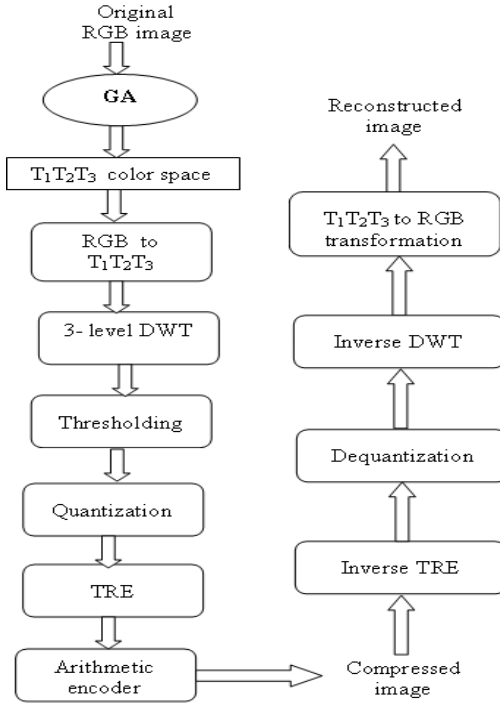 Original
RGB image
GA
T₁T₂T₃ color space
RGB to
T₁T₂T₃
3- level DWT
Thresholding
Quantization
TRE
Arithmetic
encoder
Compressed
image
Inverse TRE
Dequantization
Inverse DWT
T₁T₂T₃ to RGB
transformation
Reconstructed
image